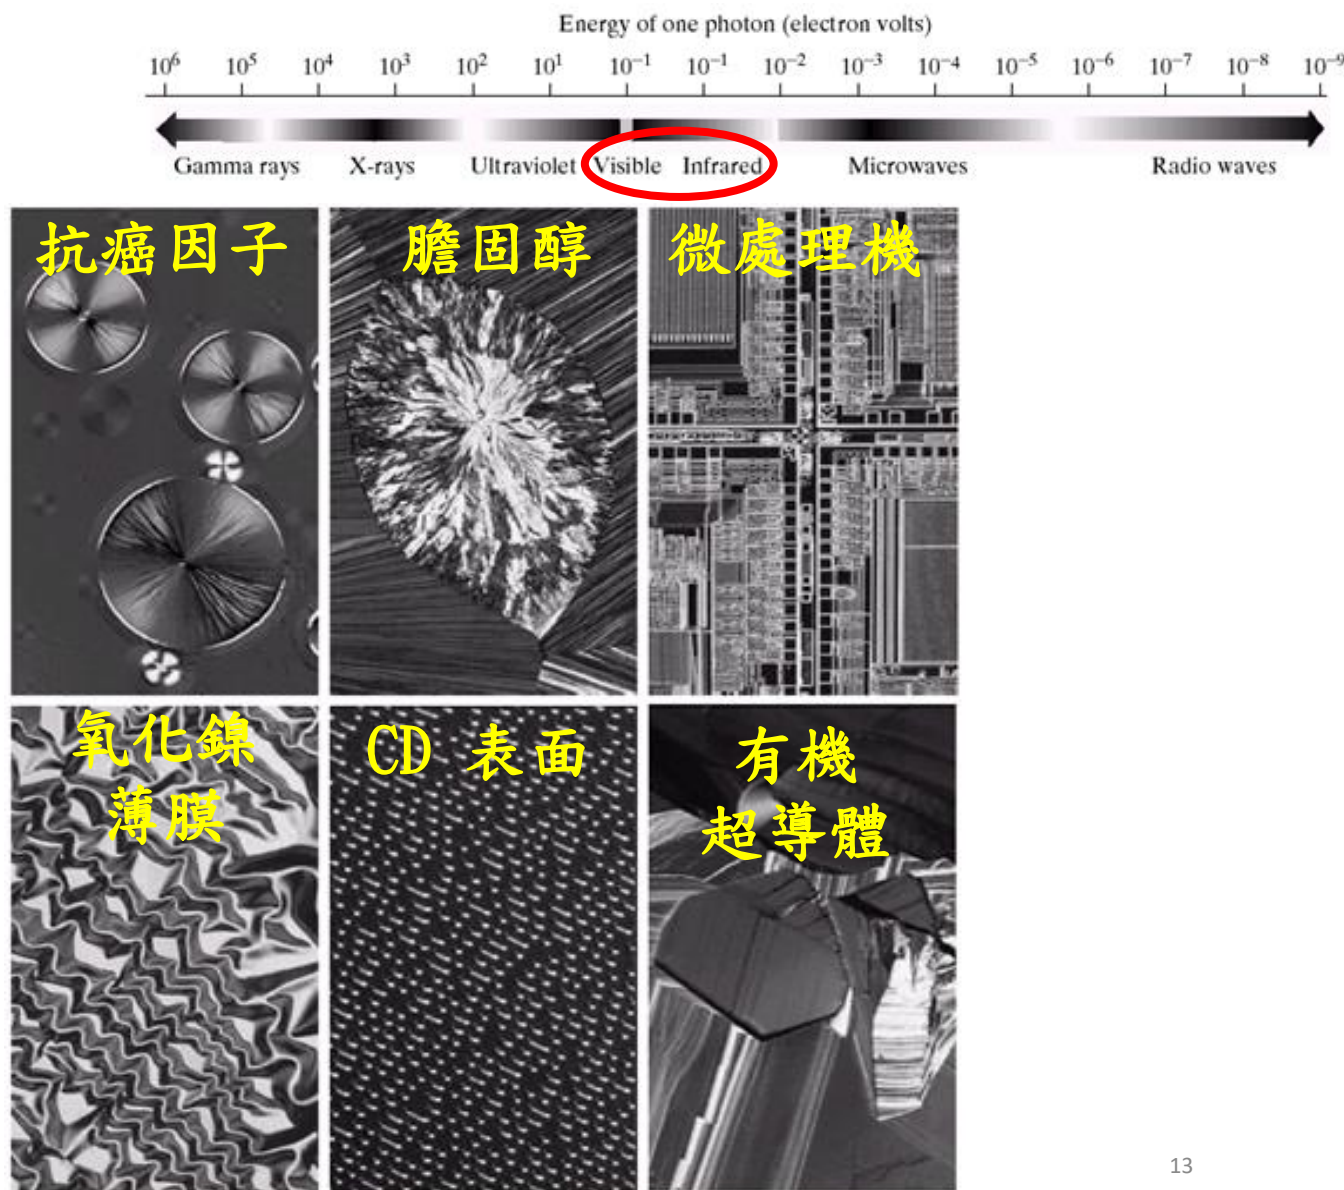 Energy of one photon (electron volts)
10⁶ 10⁵ 10⁴ 10³ 10² 10¹ 10⁻¹ 10⁻¹ 10⁻² 10⁻³ 10⁻⁴ 10⁻⁵ 10⁻⁶ 10⁻⁷ 10⁻⁸ 10⁻⁹
Gamma rays X-rays Ultraviolet Visible Infrared Microwaves Radio waves
抗癌因子 膽固醇 微處理機
氧化鎳
薄膜
CD 表面
有機
超導體
13